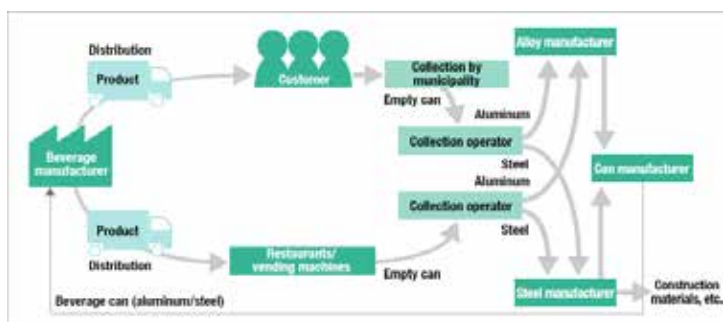 Distribution
Product
Customer
Collection by
municipality
Empty can
Alloy manufacturer
Aluminum
Collection operator
Steel
Beverage
manufacturer
Can manufacturer
Aluminum
Collection operator
Steel
Product
Distribution
Restaurants/
vending machines
Empty can
Steel manufacturer
Construction
materials, etc.
Beverage can (aluminum/steel)